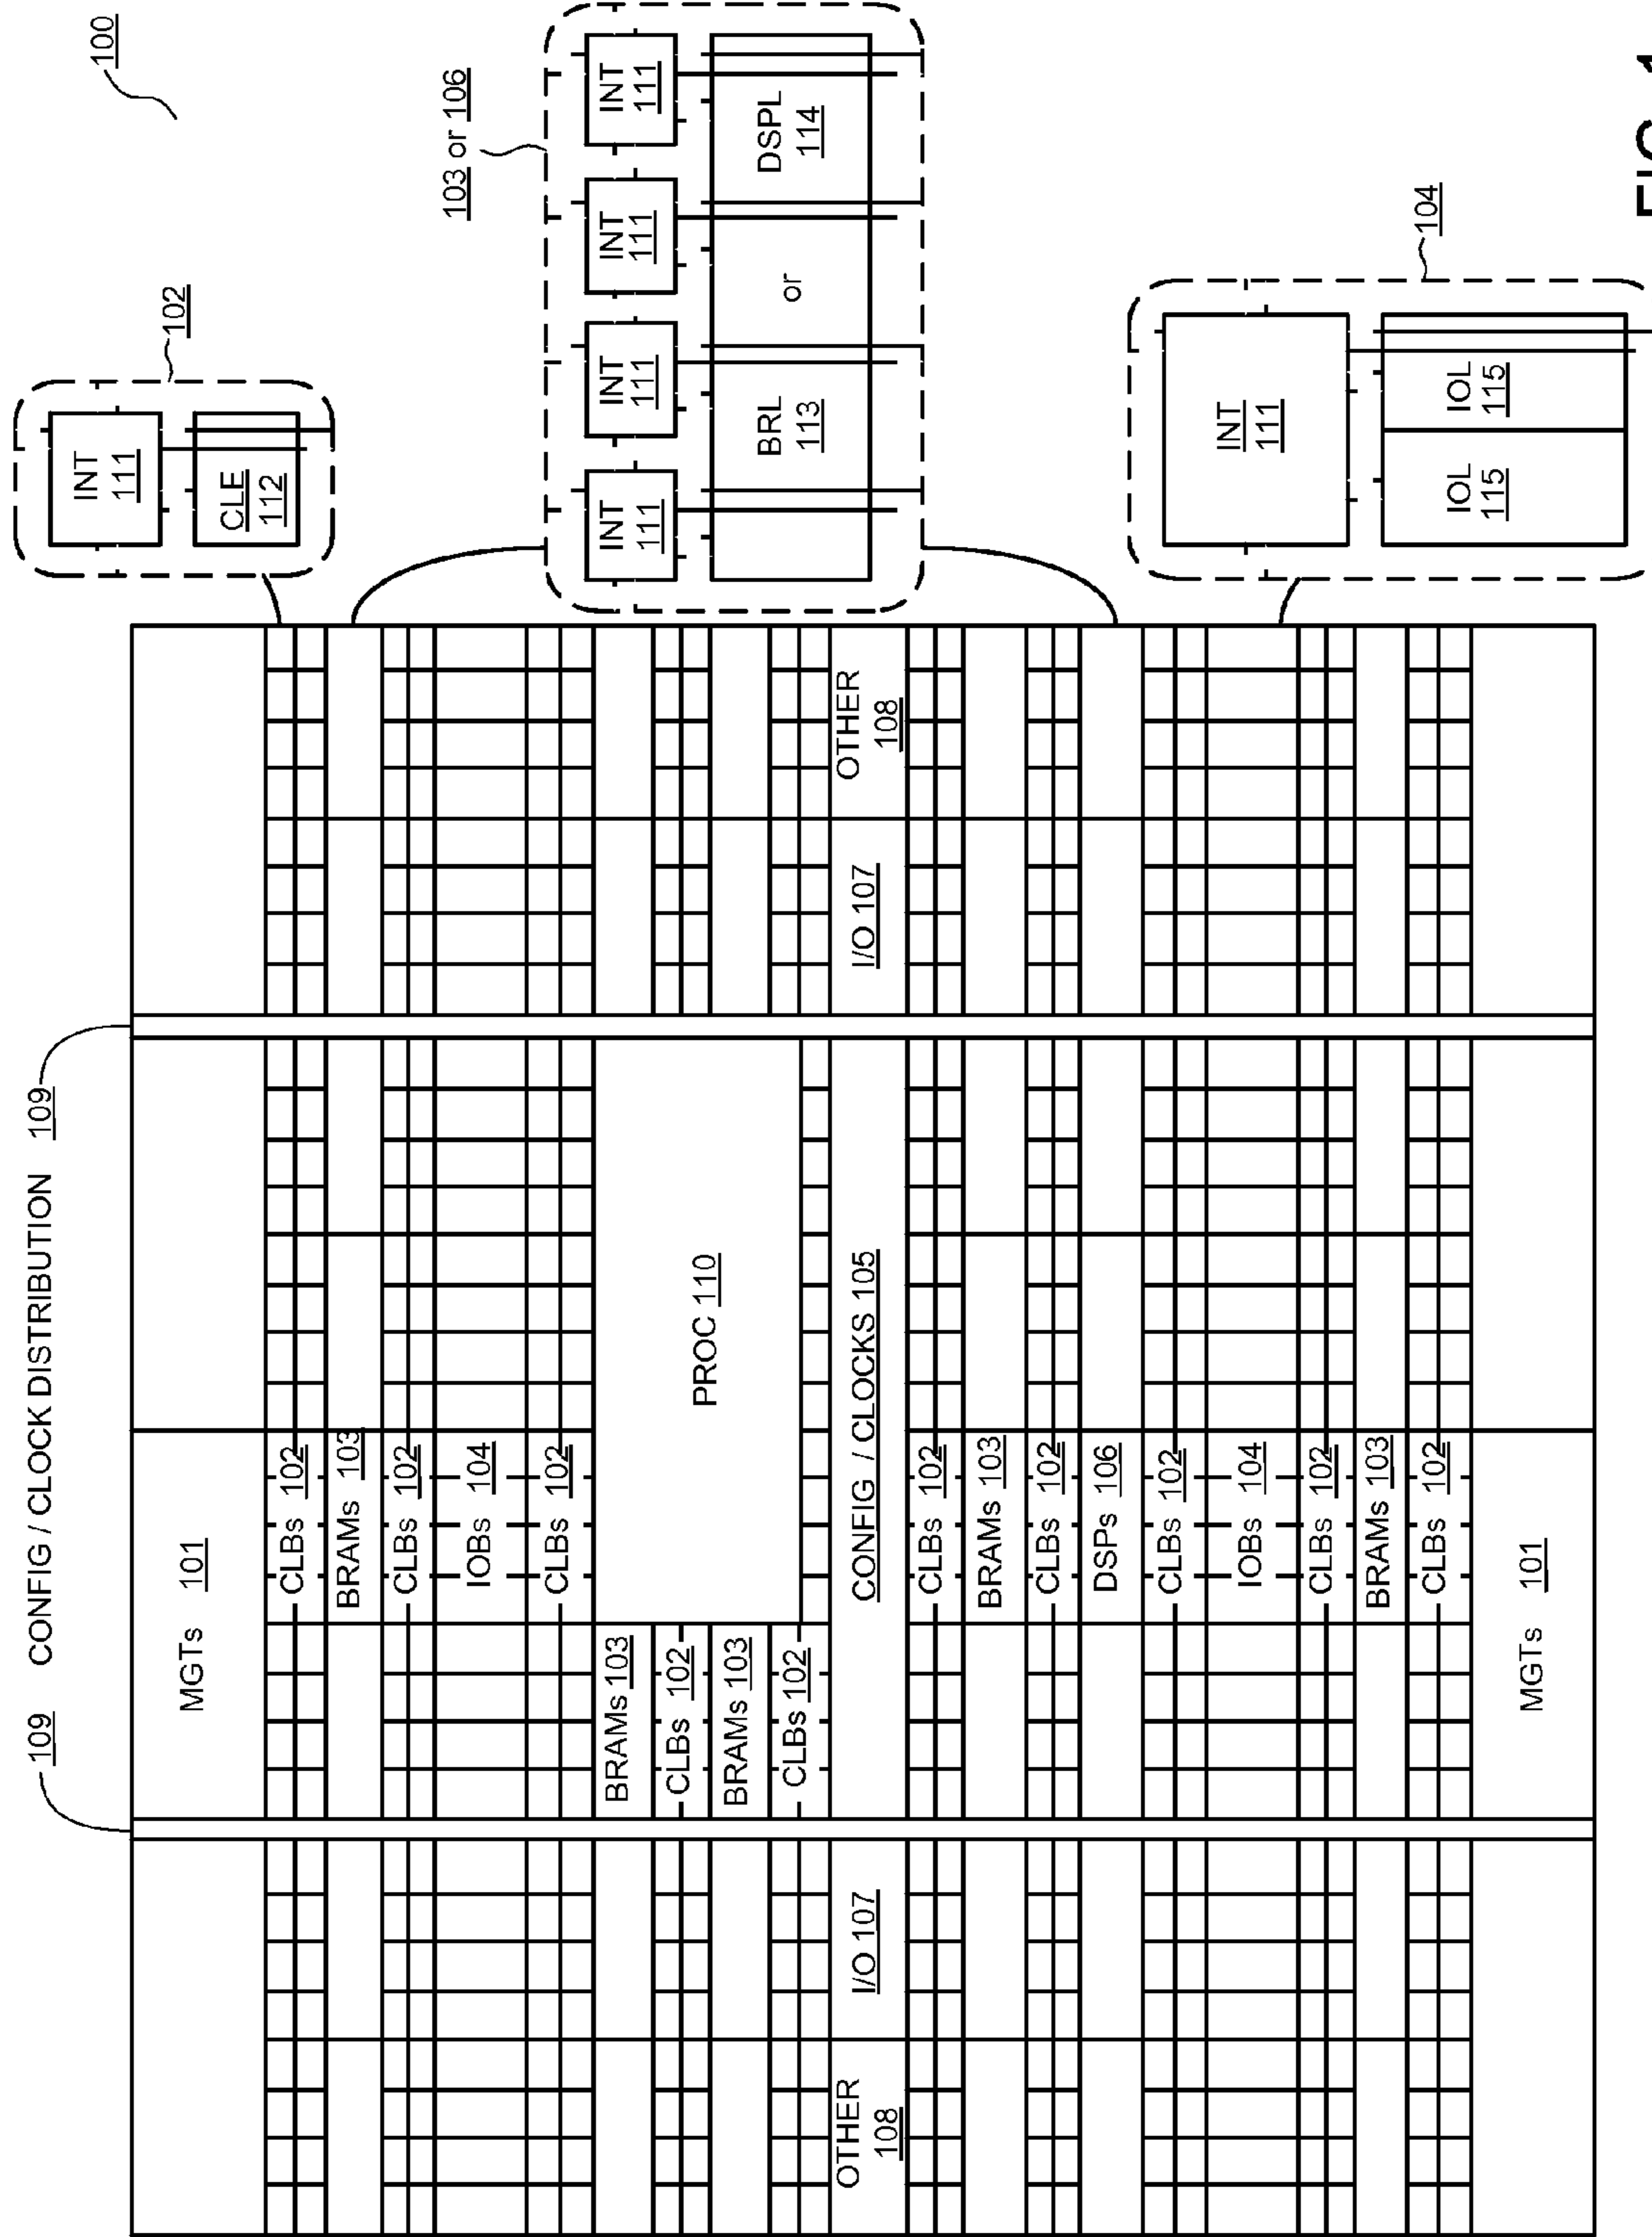 109 CONFIG / CLOCK DISTRIBUTION 109
100
MGTs 101
CLBs 102
BRAMs 103
CLBs 102
IOBs 104
CLBs 102
BRAMs 103
CLBs 102
BRAMs 103
CLBs 102
PROC 110
OTHER
108
I/O 107
CONFIG / CLOCKS 105
I/O 107
OTHER
108
CLBs 102
BRAMs 103
CLBs 102
DSPs 106
CLBs 102
IOBs 104
CLBs 102
BRAMs 103
CLBs 102
MGTs 101
102
INT
111
CLE
112
103 or 106
INT
111
INT
111
INT
111
INT
111
BRL
113
or
DSPL
114
104
INT
111
IOL
115
IOL
115
FIG. 1